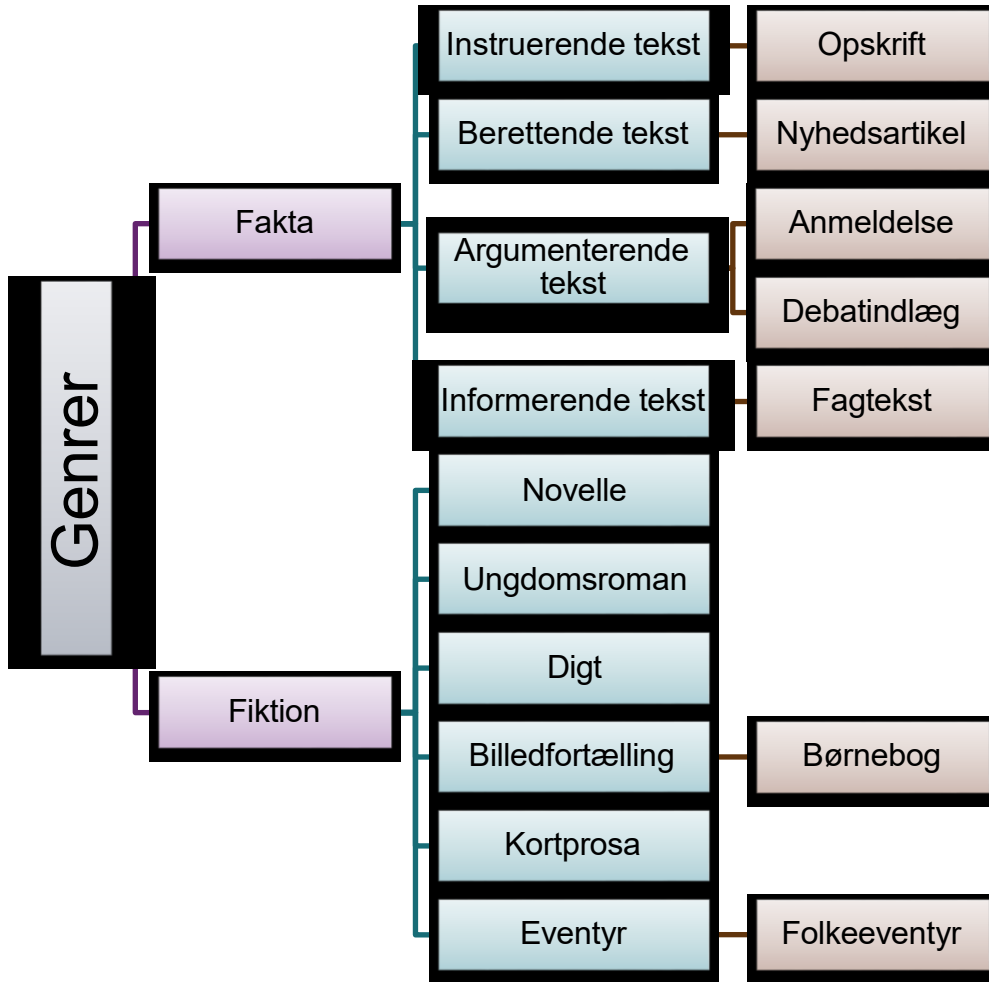 Genrer
Fakta
Instruerende tekst
Opskrift
Berettende tekst
Nyhedsartikel
Argumenterende
tekst
Anmeldelse
Debatindlæg
Informerende tekst
Fagtekst
Fiktion
Novelle
Ungdomsroman
Digt
Billedfortælling
Børnebog
Kortprosa
Eventyr
Folkeeventyr